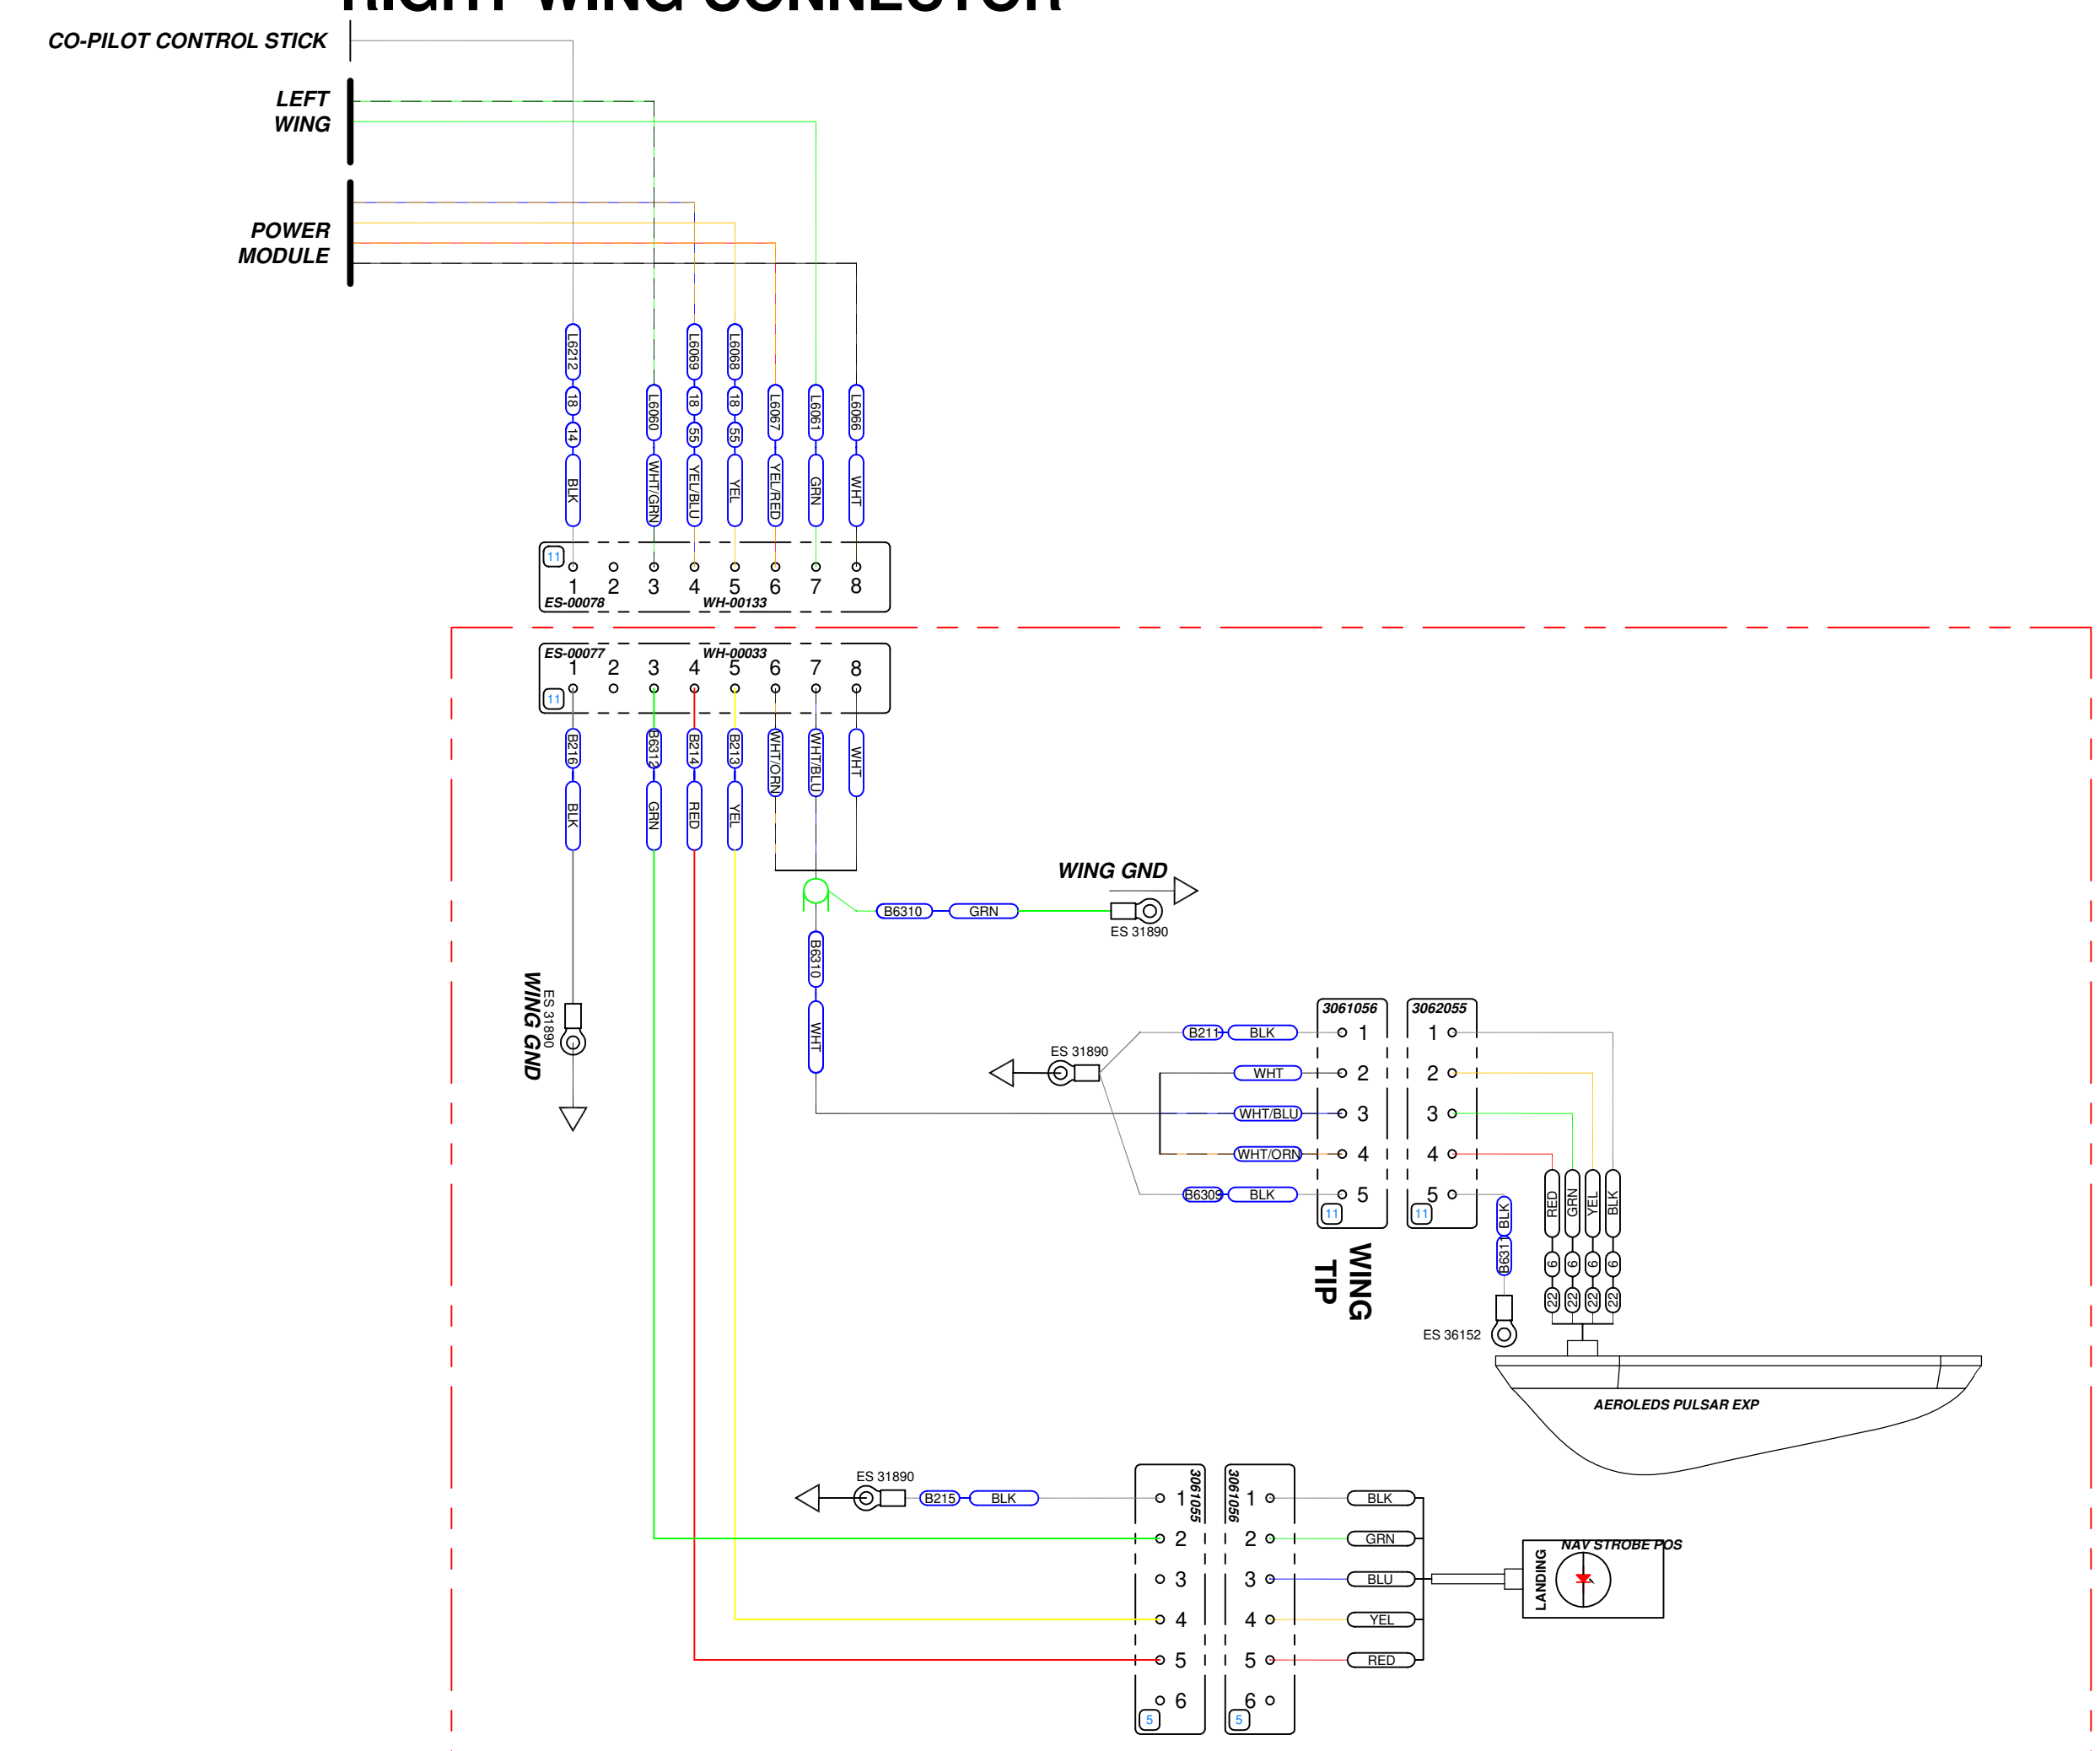 RIGHT WING CONNECTOR
CO-PILOT CONTROL STICK
LEFT
WING
POWER
MODULE
L6212 18 14 BLK
L6060 WHT/GRN
L6069 18 55 YEL/BLU
L6068 18 55 YEL
L6067 YEL/RED
L6061 GRN
L6066 WHT
11
1 2 3 4 5 6 7 8
ES-00078 WH-00133
ES-00077 WH-00033
1 2 3 4 5 6 7 8
11
B216 BLK
B6312 GRN
B214 RED
B213 YEL
WHT/ORN
WHT/BLU
WHT
WING GND
B6310 GRN
ES 31890
B6310 WHT
WING GND
ES 31890
ES 31890
B211 BLK
WHT
WHT/BLU
WHT/ORN
B6309 BLK
3061056
1
2
3
4
5
11
3062055
1
2
3
4
5
11
WING
TIP
BLK B6311
ES 36152
RED 6 22
GRN 6 22
YEL 6 22
BLK 6 22
AEROLEDS PULSAR EXP
ES 31890
B215 BLK
3061055
1
2
3
4
5
6
5
3061056
1
2
3
4
5
6
5
BLK
GRN
BLU
YEL
RED
NAV STROBE POS
LANDING